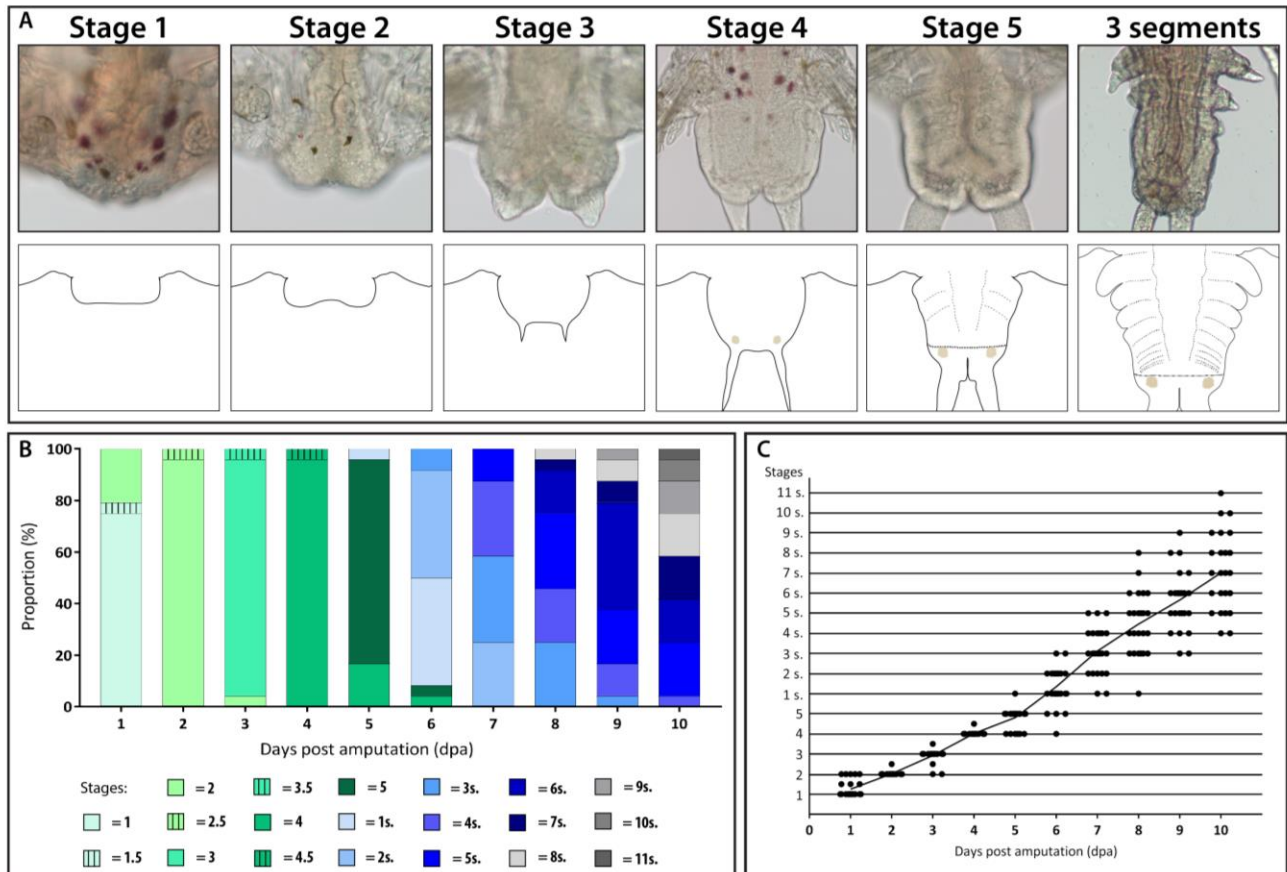 A
Stage 1 Stage 2 Stage 3 Stage 4 Stage 5 3 segments
B
100
80
60
40
20
0
Proportion (%)
1 2 3 4 5 6 7 8 9 10
Days post amputation (dpa)
Stages: = 2 = 3.5 = 5 = 3s. = 6s. = 9s.
= 1 = 2.5 = 4 = 1s. = 4s. = 7s. = 10s.
= 1.5 = 3 = 4.5 = 2s. = 5s. = 8s. = 11s.
C
Stages
11 s.
10 s.
9 s.
8 s.
7 s.
6 s.
5 s.
4 s.
3 s.
2 s.
1 s.
5
4
3
2
1
0 1 2 3 4 5 6 7 8 9 10
Days post amputation (dpa)